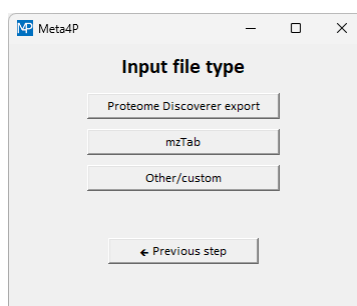 MP Meta4P
Input file type
Proteome Discoverer export
mzTab
Other/custom
← Previous step